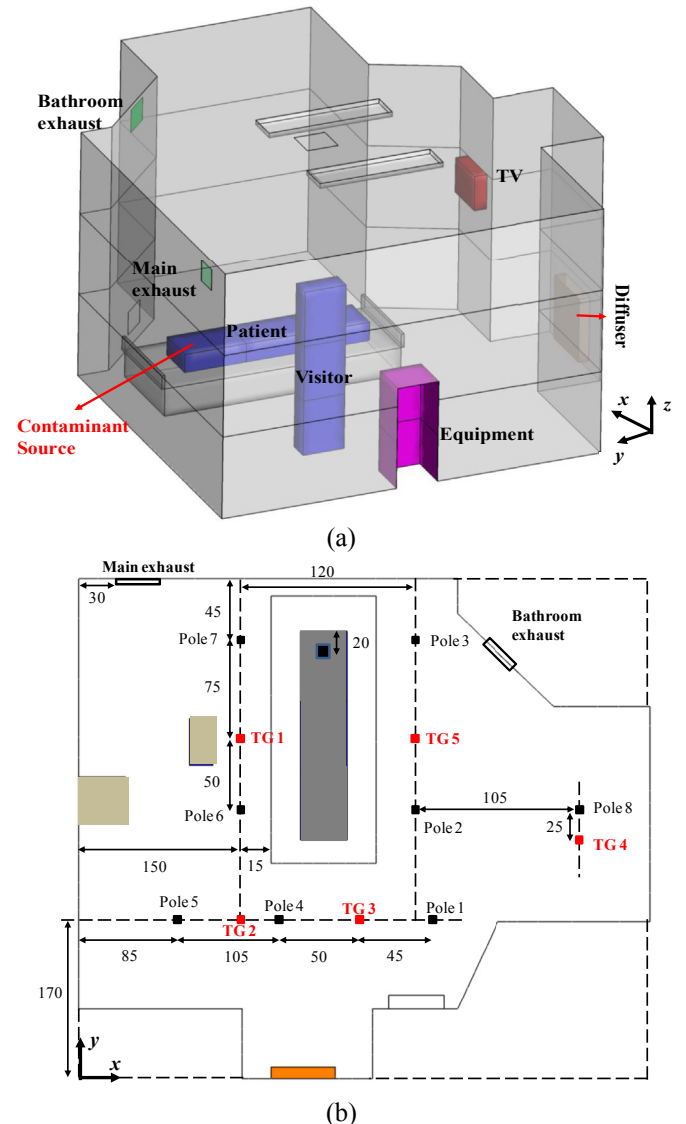 Bathroom
exhaust
TV
Main
exhaust
Diffuser
Patient
Visitor
x
z
y
Contaminant
Source
Equipment
(a)
Main exhaust
120
30
45
Bathroom
exhaust
Pole 7
20
Pole 3
75
TG 1
TG 5
50
105
Pole 6
Pole 2
Pole 8
25
TG 4
150
15
Pole 5
Pole 4
TG 3
Pole 1
TG 2
85
105
50
45
170
y
x
(b)